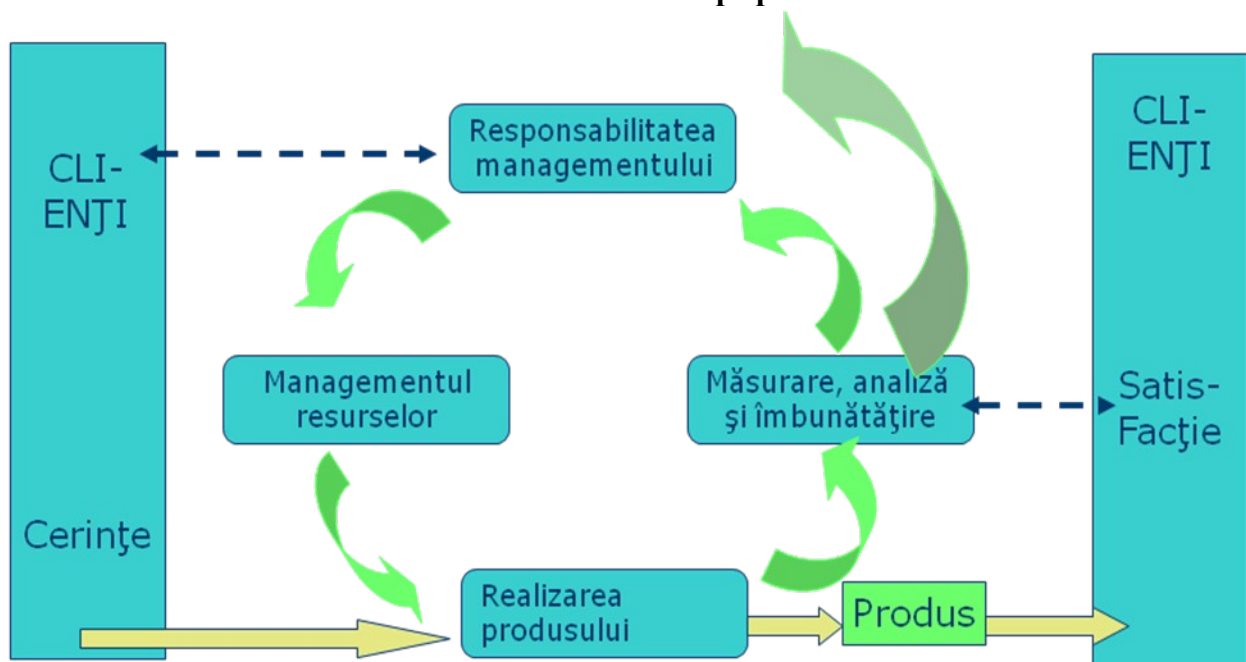 CLI-
ENŢI
Cerinţe
Responsabilitatea
managementului
Managementul
resurselor
Măsurare, analiză
şi îmbunătăţire
Realizarea
produsului
Produs
CLI-
ENŢI
Satis-
Facţie